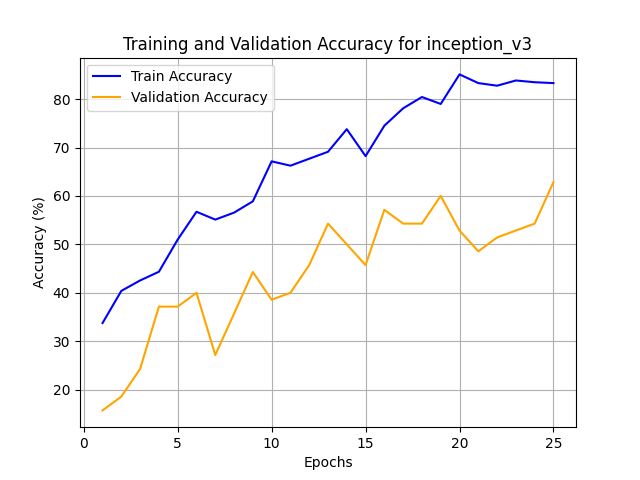 Training and Validation Accuracy for inception_v3
Train Accuracy
Validation Accuracy
Accuracy (%)
80
70
60
50
40
30
20
0 5 10 15 20 25
Epochs